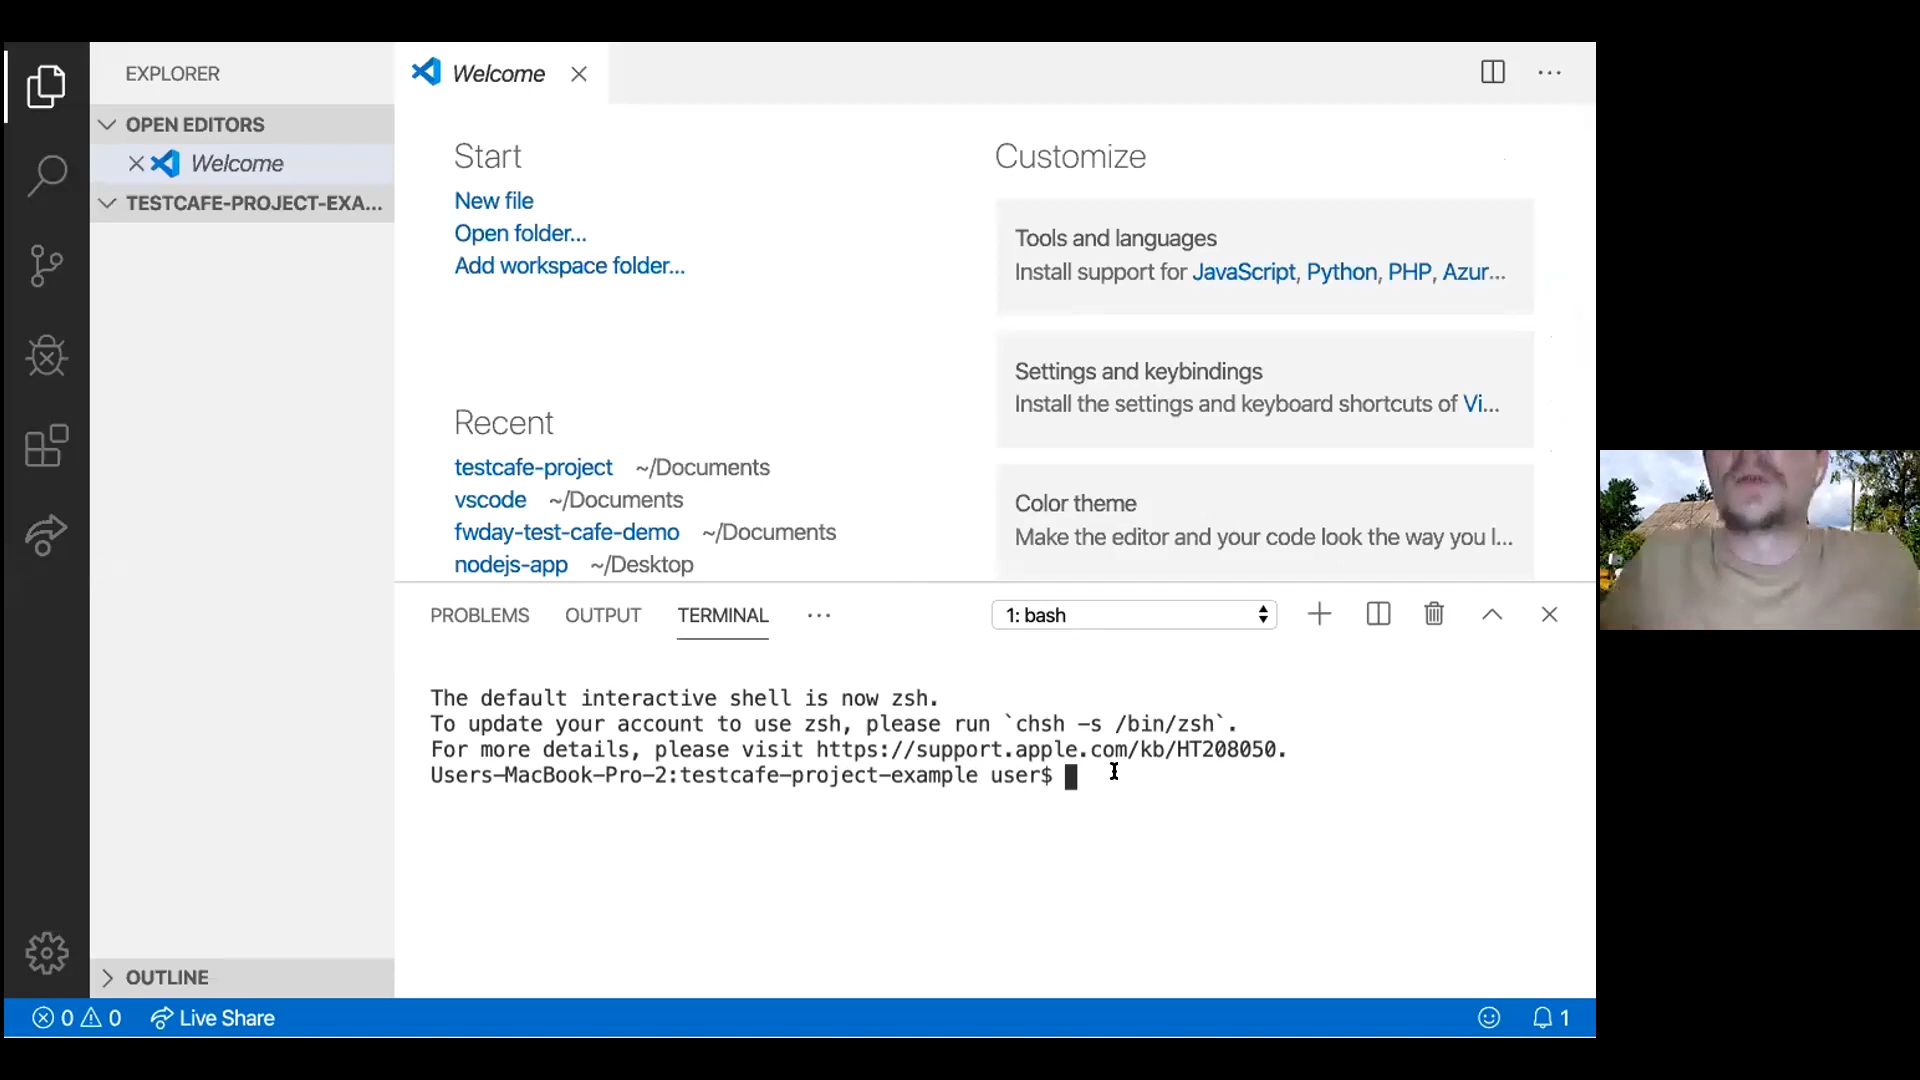 EXPLORER
OPEN EDITORS
Welcome
TESTCAFE-PROJECT-EXA...
OUTLINE
Welcome
Start
New file
Open folder...
Add workspace folder...
Recent
testcafe-project ~/Documents
vscode ~/Documents
fwday-test-cafe-demo ~/Documents
nodejs-app ~/Desktop
Customize
Tools and languages
Install support for JavaScript, Python, PHP, Azur...
Settings and keybindings
Install the settings and keyboard shortcuts of Vi...
Color theme
Make the editor and your code look the way you l...
PROBLEMS OUTPUT TERMINAL ... 1: bash
The default interactive shell is now zsh.
To update your account to use zsh, please run `chsh -s /bin/zsh`.
For more details, please visit https://support.apple.com/kb/HT208050.
Users-MacBook-Pro-2:testcafe-project-example user$
0 0 Live Share 1